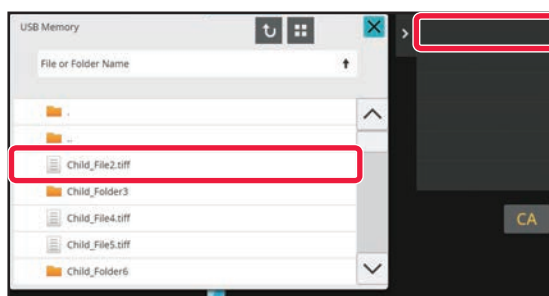 USB Memory
File or Folder Name
.
..
Child_File2.tiff
Child_Folder3
Child_File4.tiff
Child_File5.tiff
Child_Folder6
CA